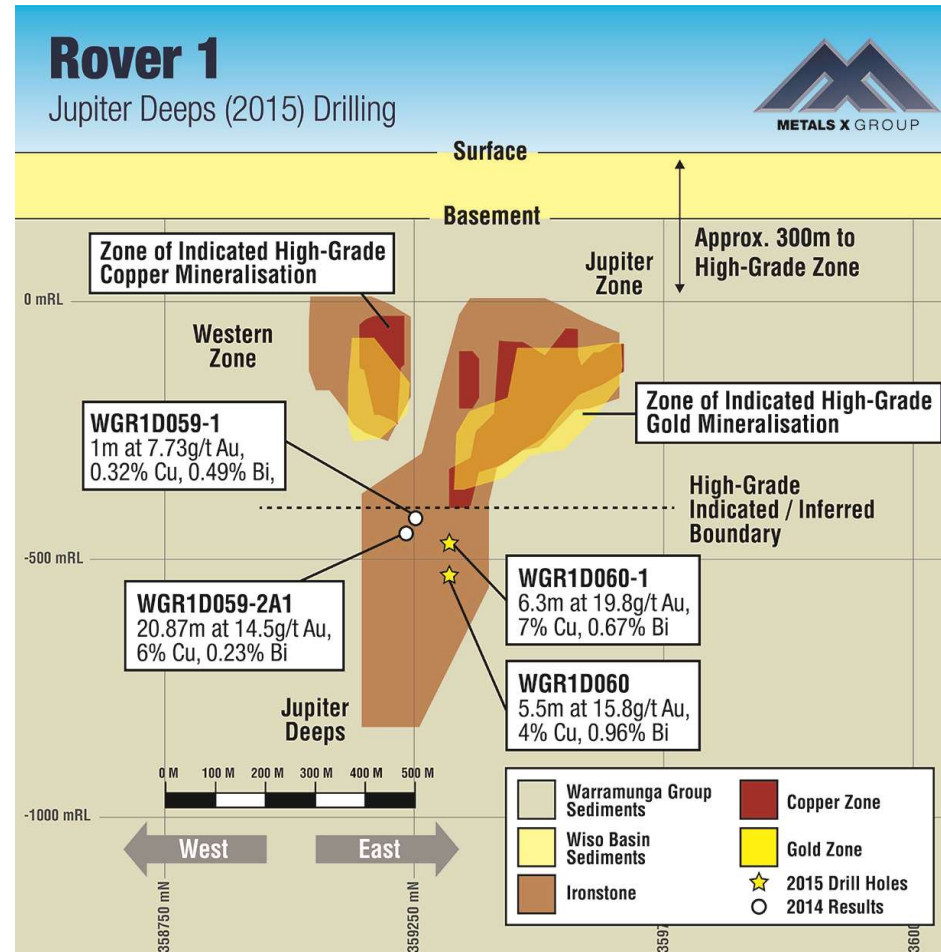 Rover 1
Jupiter Deeps (2015) Drilling
METALS X GROUP
Surface
Basement
Zone of Indicated High-Grade
Copper Mineralisation
Approx. 300m to
High-Grade Zone
Jupiter
Zone
0 mRL
Western
Zone
Zone of Indicated High-Grade
Gold Mineralisation
WGR1D059-1
1m at 7.73g/t Au,
0.32% Cu, 0.49% Bi,
High-Grade
Indicated / Inferred
Boundary
-500 mRL
WGR1D060-1
6.3m at 19.8g/t Au,
7% Cu, 0.67% Bi
WGR1D059-2A1
20.87m at 14.5g/t Au,
6% Cu, 0.23% Bi
WGR1D060
5.5m at 15.8g/t Au,
4% Cu, 0.96% Bi
Jupiter
Deeps
0 M 100 M 200 M 300 M 400 M 500 M
-1000 mRL
West
East
Warramunga Group
Sediments
Wiso Basin
Sediments
Ironstone
Copper Zone
Gold Zone
2015 Drill Holes
2014 Results
358750 mN
359250 mN